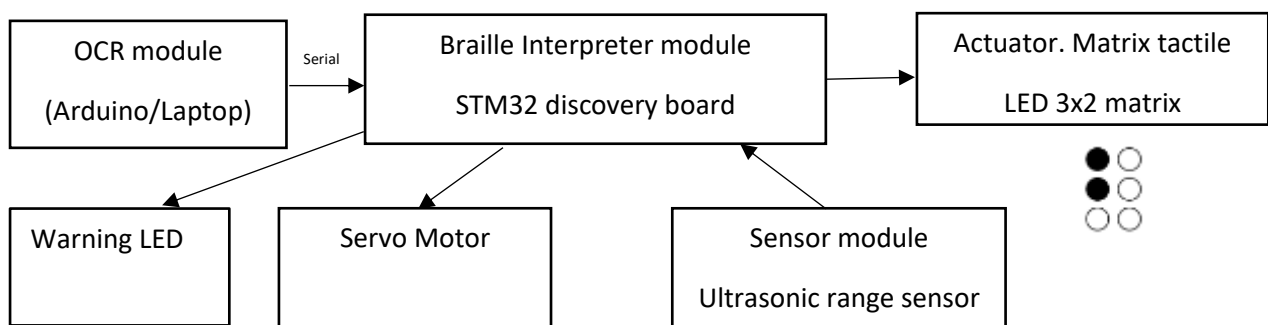 OCR module
(Arduino/Laptop)
Serial
Braille Interpreter module
STM32 discovery board
Actuator. Matrix tactile
LED 3x2 matrix
Warning LED
Servo Motor
Sensor module
Ultrasonic range sensor